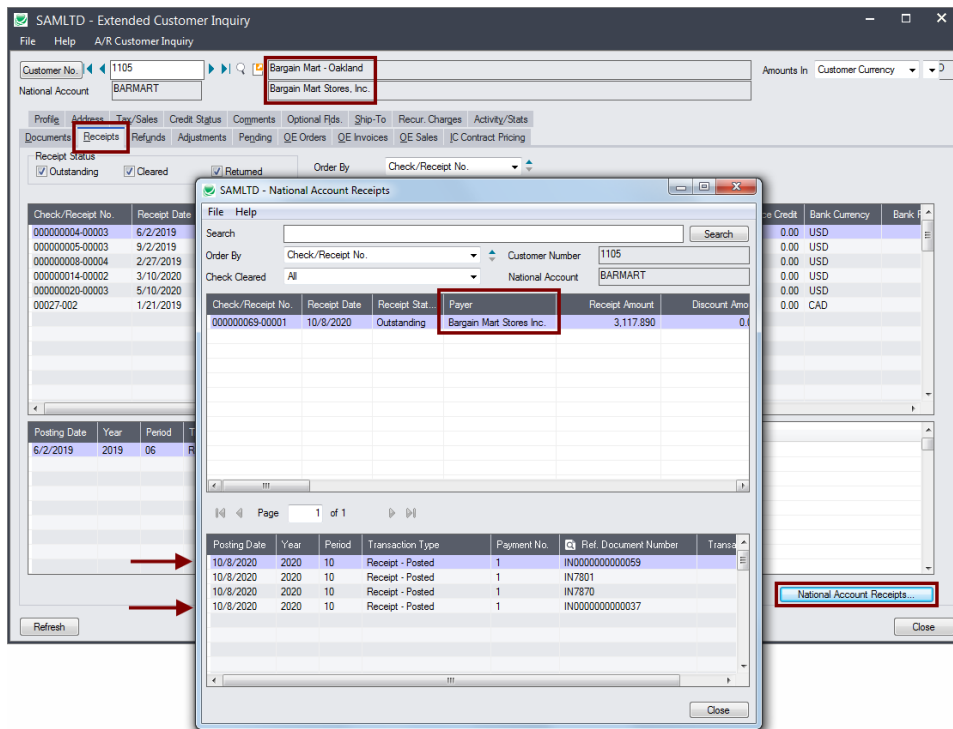 SAMLTD - Extended Customer Inquiry
File Help A/R Customer Inquiry
Customer No. 1105 Bargain Mart - Oakland Amounts In Customer Currency
National Account BARMART Bargain Mart Stores, Inc.
Profile Address Tax/Sales Credit Status Comments Optional Flds. Ship-To Recur. Charges Activity/Stats
Documents Receipts Refunds Adjustments Pending OE Orders OE Invoices OE Sales IC Contract Pricing
Receipt Status
Outstanding Cleared Returned Order By Check/Receipt No.
Check/Receipt No. Receipt Date Credit Bank Currency Bank
000000004-00003 6/2/2019 0.00 USD
000000005-00003 9/2/2019 0.00 USD
000000008-00004 2/27/2019 0.00 USD
000000014-00002 3/10/2020 0.00 USD
000000020-00003 5/10/2020 0.00 USD
00027-002 1/21/2019 0.00 CAD
Posting Date Year Period T
6/2/2019 2019 06 R
National Account Receipts...
Refresh Close
SAMLTD - National Account Receipts
File Help
Search Search
Order By Check/Receipt No. Customer Number 1105
Check Cleared All National Account BARMART
Check/Receipt No. Receipt Date Receipt Stat... Payer Receipt Amount Discount Amo
000000069-00001 10/8/2020 Outstanding Bargain Mart Stores Inc. 3,117.890 0.0
Page 1 of 1
Posting Date Year Period Transaction Type Payment No. Ref. Document Number Transa
10/8/2020 2020 10 Receipt - Posted 1 IN0000000000059
10/8/2020 2020 10 Receipt - Posted 1 IN7801
10/8/2020 2020 10 Receipt - Posted 1 IN7870
10/8/2020 2020 10 Receipt - Posted 1 IN0000000000037
Close